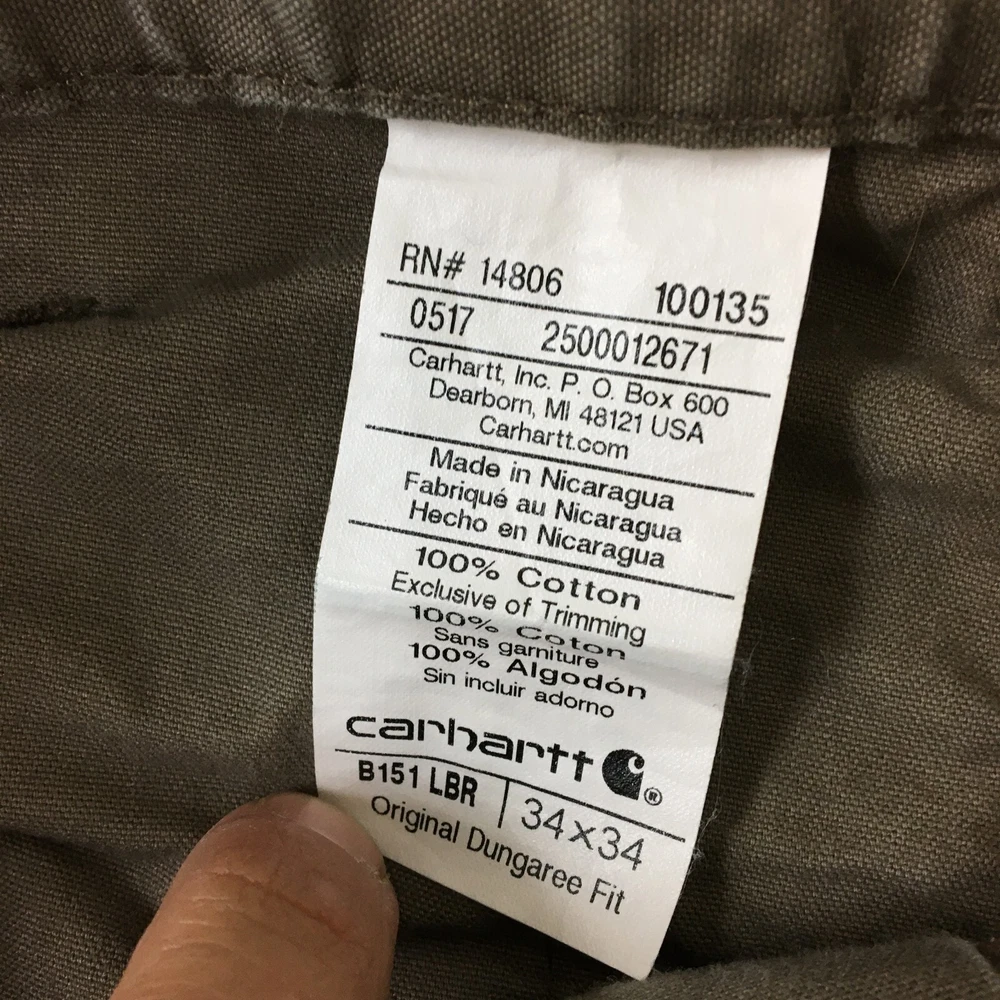 RN# 14806 100135
0517 2500012671
Carhartt, Inc. P. O. Box 600
Dearborn, MI 48121 USA
Carhartt.com
Made in Nicaragua
Fabriqué au Nicaragua
Hecho en Nicaragua
100% Cotton
Exclusive of Trimming
100% Coton
Sans garniture
100% Algodón
Sin incluir adorno
carhartt ®
B151 LBR 34x34
Original Dungaree Fit